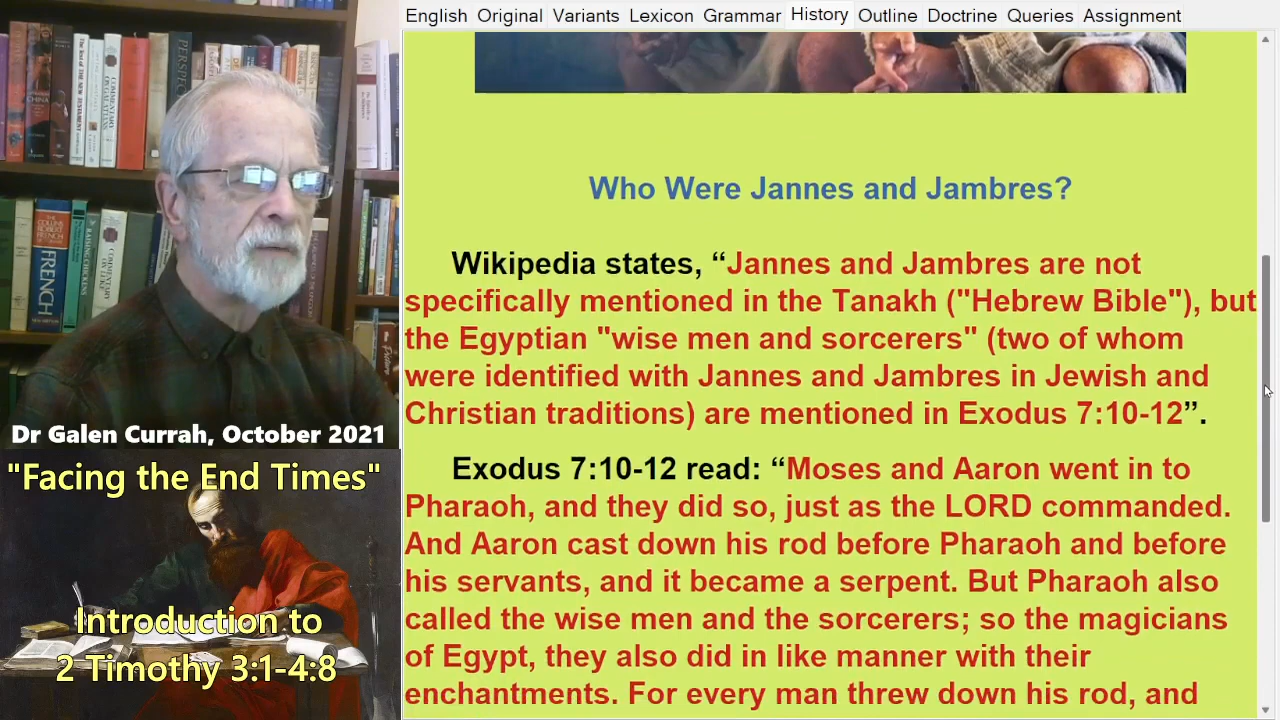 English Original Variants Lexicon Grammar History Outline Doctrine Queries Assignment
Who Were Jannes and Jambres?
Wikipedia states, “Jannes and Jambres are not
specifically mentioned in the Tanakh ("Hebrew Bible"), but
the Egyptian "wise men and sorcerers" (two of whom
were identified with Jannes and Jambres in Jewish and
Christian traditions) are mentioned in Exodus 7:10-12”.
Exodus 7:10-12 read: “Moses and Aaron went in to
Pharaoh, and they did so, just as the LORD commanded.
And Aaron cast down his rod before Pharaoh and before
his servants, and it became a serpent. But Pharaoh also
called the wise men and the sorcerers; so the magicians
of Egypt, they also did in like manner with their
enchantments. For every man threw down his rod, and
FRENCH
Dr Galen Currah, October 2021
"Facing the End Times"
Introduction to
2 Timothy 3:1-4:8